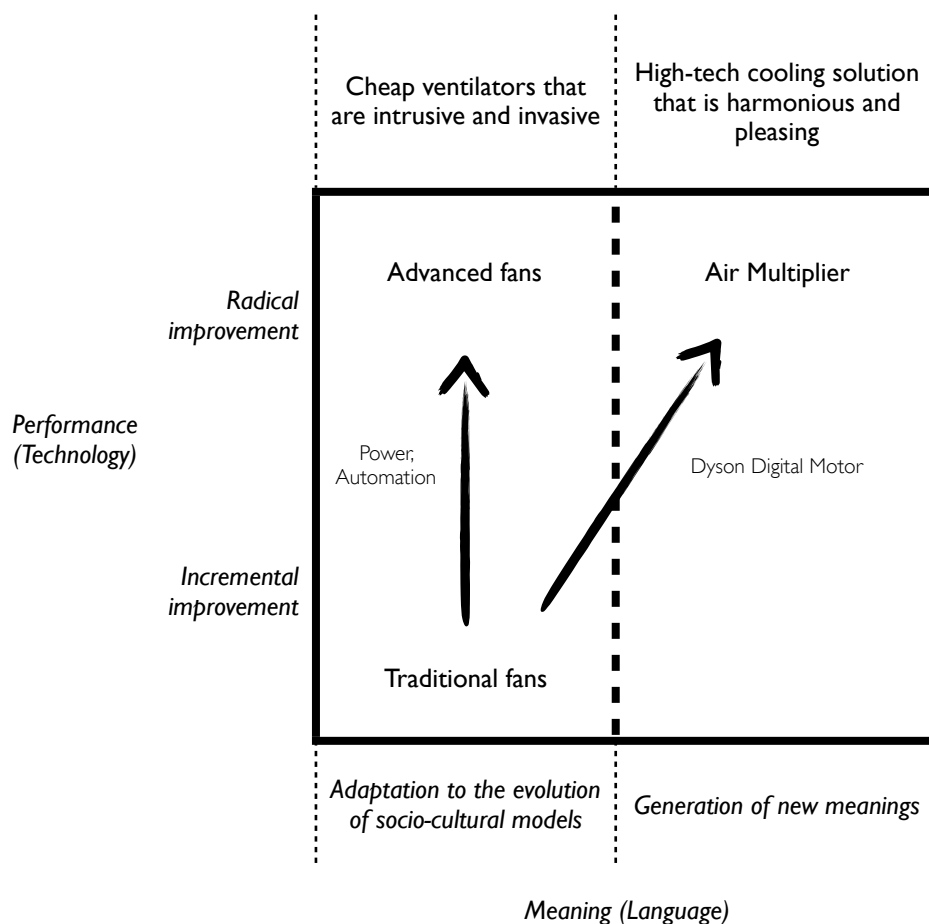 Cheap ventilators that
are intrusive and invasive
High-tech cooling solution
that is harmonious and
pleasing
Advanced fans
Air Multiplier
Radical
improvement
Performance
(Technology)
Power,
Automation
Dyson Digital Motor
Incremental
improvement
Traditional fans
Adaptation to the evolution
of socio-cultural models
Generation of new meanings
Meaning (Language)